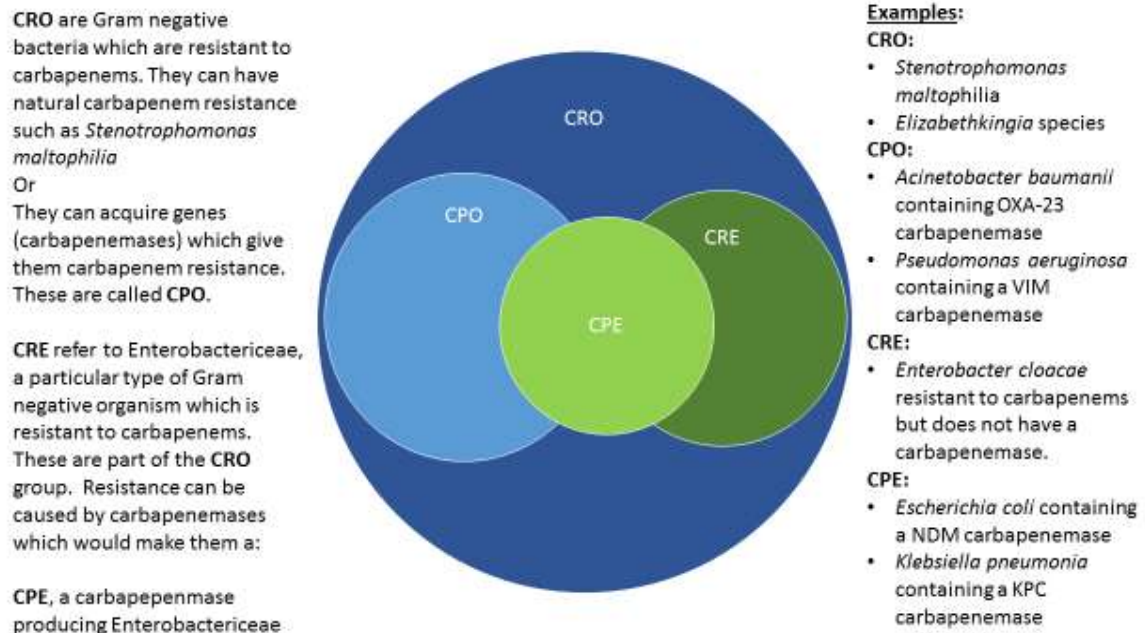 CRO are Gram negative
bacteria which are resistant to
carbapenems. They can have
natural carbapenem resistance
such as Stenotrophomonas
maltophilia
Or
They can acquire genes
(carbapenemases) which give
them carbapenem resistance.
These are called CPO.
CRE refer to Enterobactericeae,
a particular type of Gram
negative organism which is
resistant to carbapenems.
These are part of the CRO
group. Resistance can be
caused by carbapenemases
which would make them a:
CPE, a carbapepenmase
producing Enterobactericeae
CRO
CPO
CRE
CPE
Examples:
CRO:
• Stenotrophomonas
maltophilia
• Elizabethkingia species
CPO:
• Acinetobacter baumanii
containing OXA-23
carbapenemase
• Pseudomonas aeruginosa
containing a VIM
carbapenemase
CRE:
• Enterobacter cloacae
resistant to carbapenems
but does not have a
carbapenemase.
CPE:
• Escherichia coli containing
a NDM carbapenemase
• Klebsiella pneumonia
containing a KPC
carbapenemase